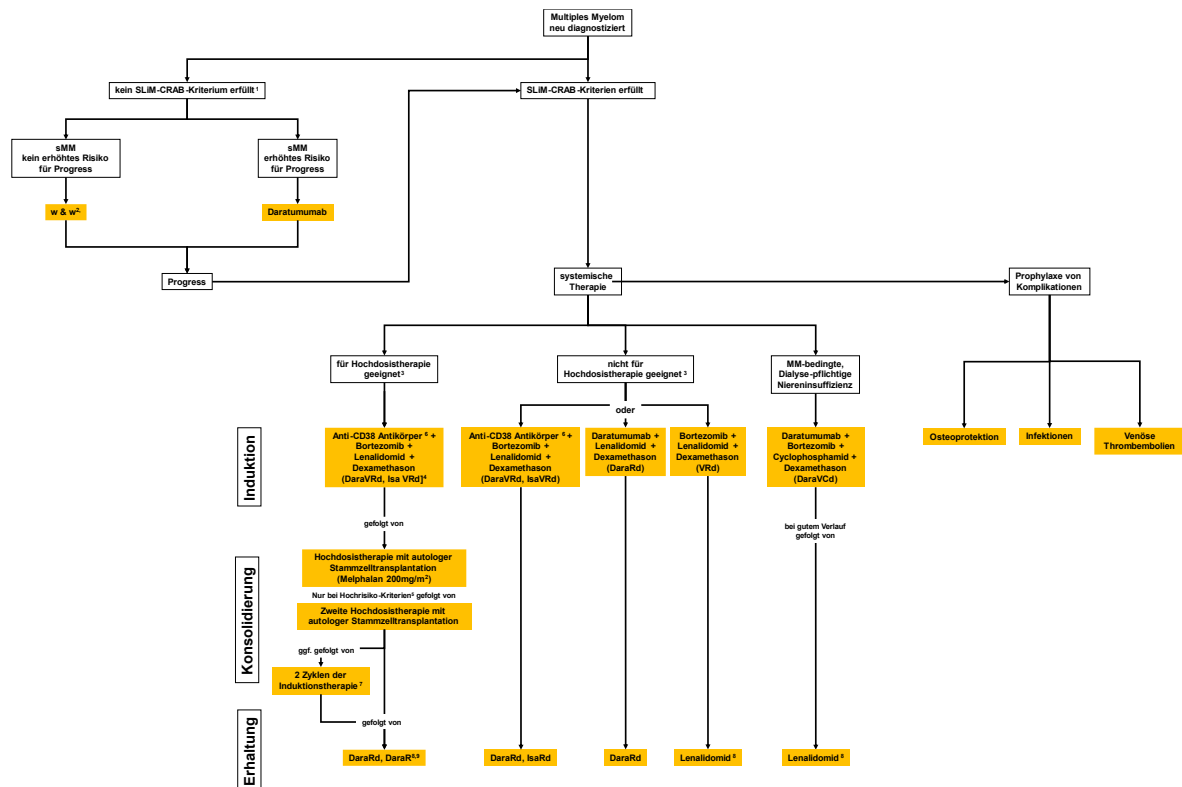 Multiples Myelom
neu diagnostiziert
kein SLiM-CRAB-Kriterium erfüllt ¹
SLiM-CRAB-Kriterien erfüllt
sMM
kein erhöhtes Risiko
für Progress
sMM
erhöhtes Risiko
für Progress
w & w²,
Daratumumab
Progress
systemische
Therapie
Prophylaxe von
Komplikationen
für Hochdosistherapie
geeignet³
nicht für
Hochdosistherapie geeignet ³
MM-bedingte,
Dialyse-pflichtige
Niereninsuffizienz
oder
Induktion
Anti-CD38 Antikörper ⁶ +
Bortezomib +
Lenalidomid +
Dexamethason
(DaraVRd, Isa VRd]⁴
Anti-CD38 Antikörper ⁶ +
Bortezomib +
Lenalidomid +
Dexamethason
(DaraVRd, IsaVRd)
Daratumumab +
Lenalidomid +
Dexamethason
(DaraRd)
Bortezomib +
Lenalidomid +
Dexamethason
(VRd)
Daratumumab +
Bortezomib +
Cyclophosphamid +
Dexamethason
(DaraVCd)
Osteoprotektion
Infektionen
Venöse
Thrombembolien
gefolgt von
bei gutem Verlauf
gefolgt von
Konsolidierung
Hochdosistherapie mit autologer
Stammzelltransplantation
(Melphalan 200mg/m²)
Nur bei Hochrisiko-Kriterien⁵ gefolgt von
Zweite Hochdosistherapie mit
autologer Stammzelltransplantation
ggf. gefolgt von
2 Zyklen der
Induktionstherapie ⁷
gefolgt von
Erhaltung
DaraRd, DaraR⁸,⁹
DaraRd, IsaRd
DaraRd
Lenalidomid ⁸
Lenalidomid ⁸